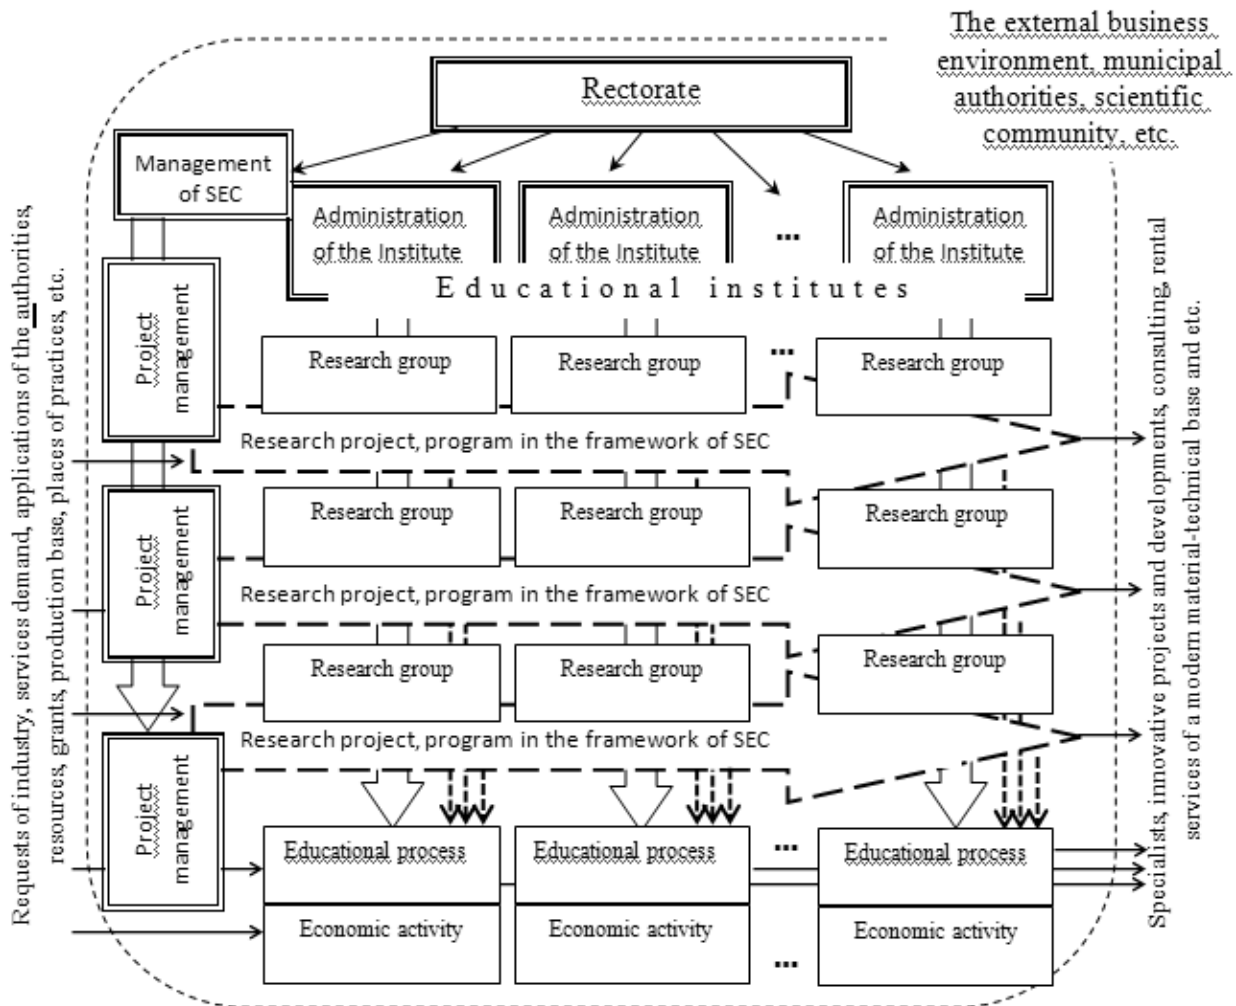 The external business
environment, municipal
authorities, scientific
community, etc.
Rectorate
Management
of SEC
Administration
of the Institute
Administration
of the Institute
...
Administration
of the Institute
Educational institutes
Requests of industry, services demand, applications of the authorities,
resources, grants, production base, places of practices, etc.
Project
management
Research group
Research group
...
Research group
Research project, program in the framework of SEC
Project
management
Research group
Research group
Research group
Research project, program in the framework of SEC
Research group
Research group
Research group
Research project, program in the framework of SEC
Project
management
Educational process
Educational process
...
Educational process
Economic activity
Economic activity
...
Economic activity
Specialists, innovative projects and developments, consulting, rental
services of a modern material-technical base and etc.